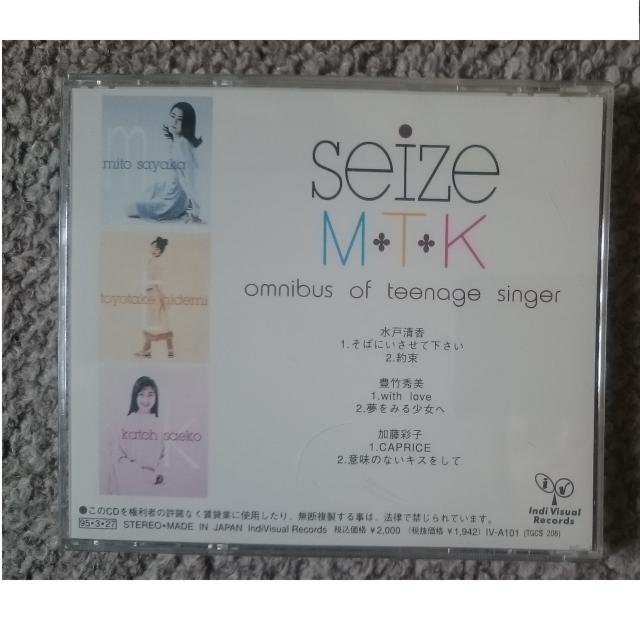 mito sayaka
toyotake hidemi
katoh saeko
seize
M・T・K
omnibus of teenage singer
水戸清香
1.そばにいさせて下さい
2.約束
豊竹秀美
1.with love
2.夢をみる少女へ
加藤彩子
1.CAPRICE
2.意味のないキスをして
iv
IndiVisual
Records
●このCDを権利者の許諾なく賃貸業に使用したり、無断複製する事は、法律で禁じられています。
95・3・27 STEREO・MADE IN JAPAN IndiVisual Records 税込価格 ¥2,000 (税抜価格 ¥1,942) IV-A101 (TGCS 206)